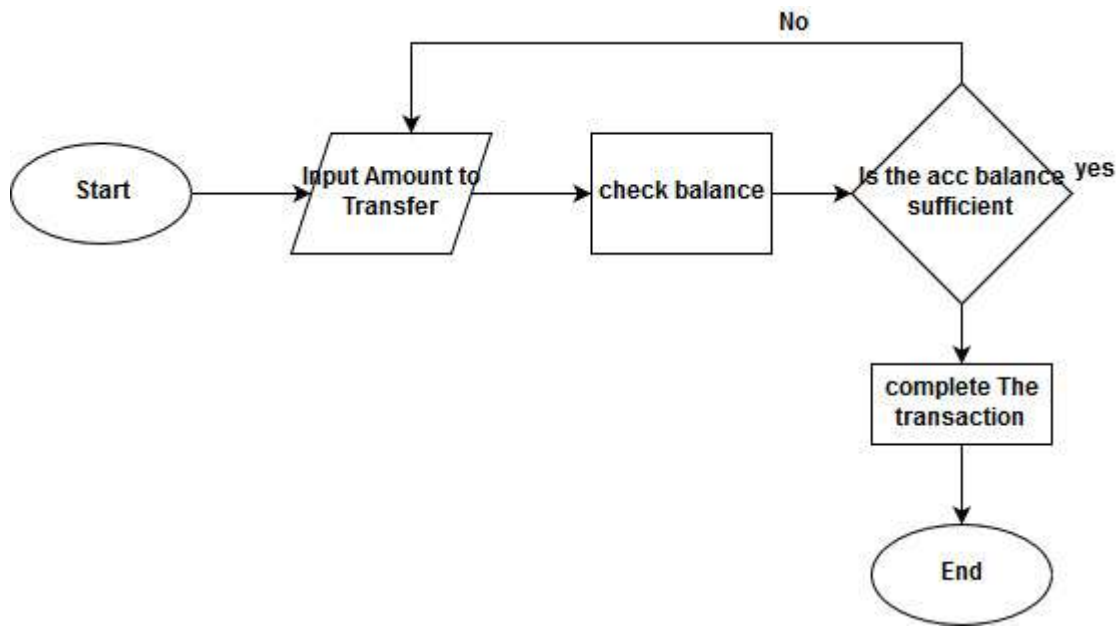 No
Start
Input Amount to
Transfer
check balance
Is the acc balance
sufficient
yes
complete The
transaction
End